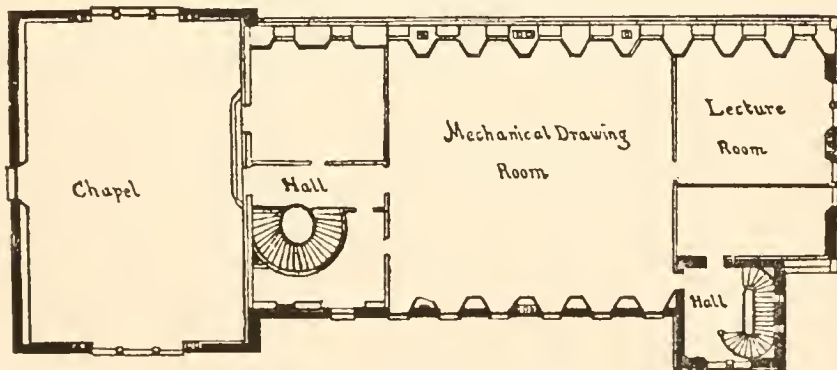 Chapel
Hall
Mechanical Drawing
Room
Lecture
Room
Hall